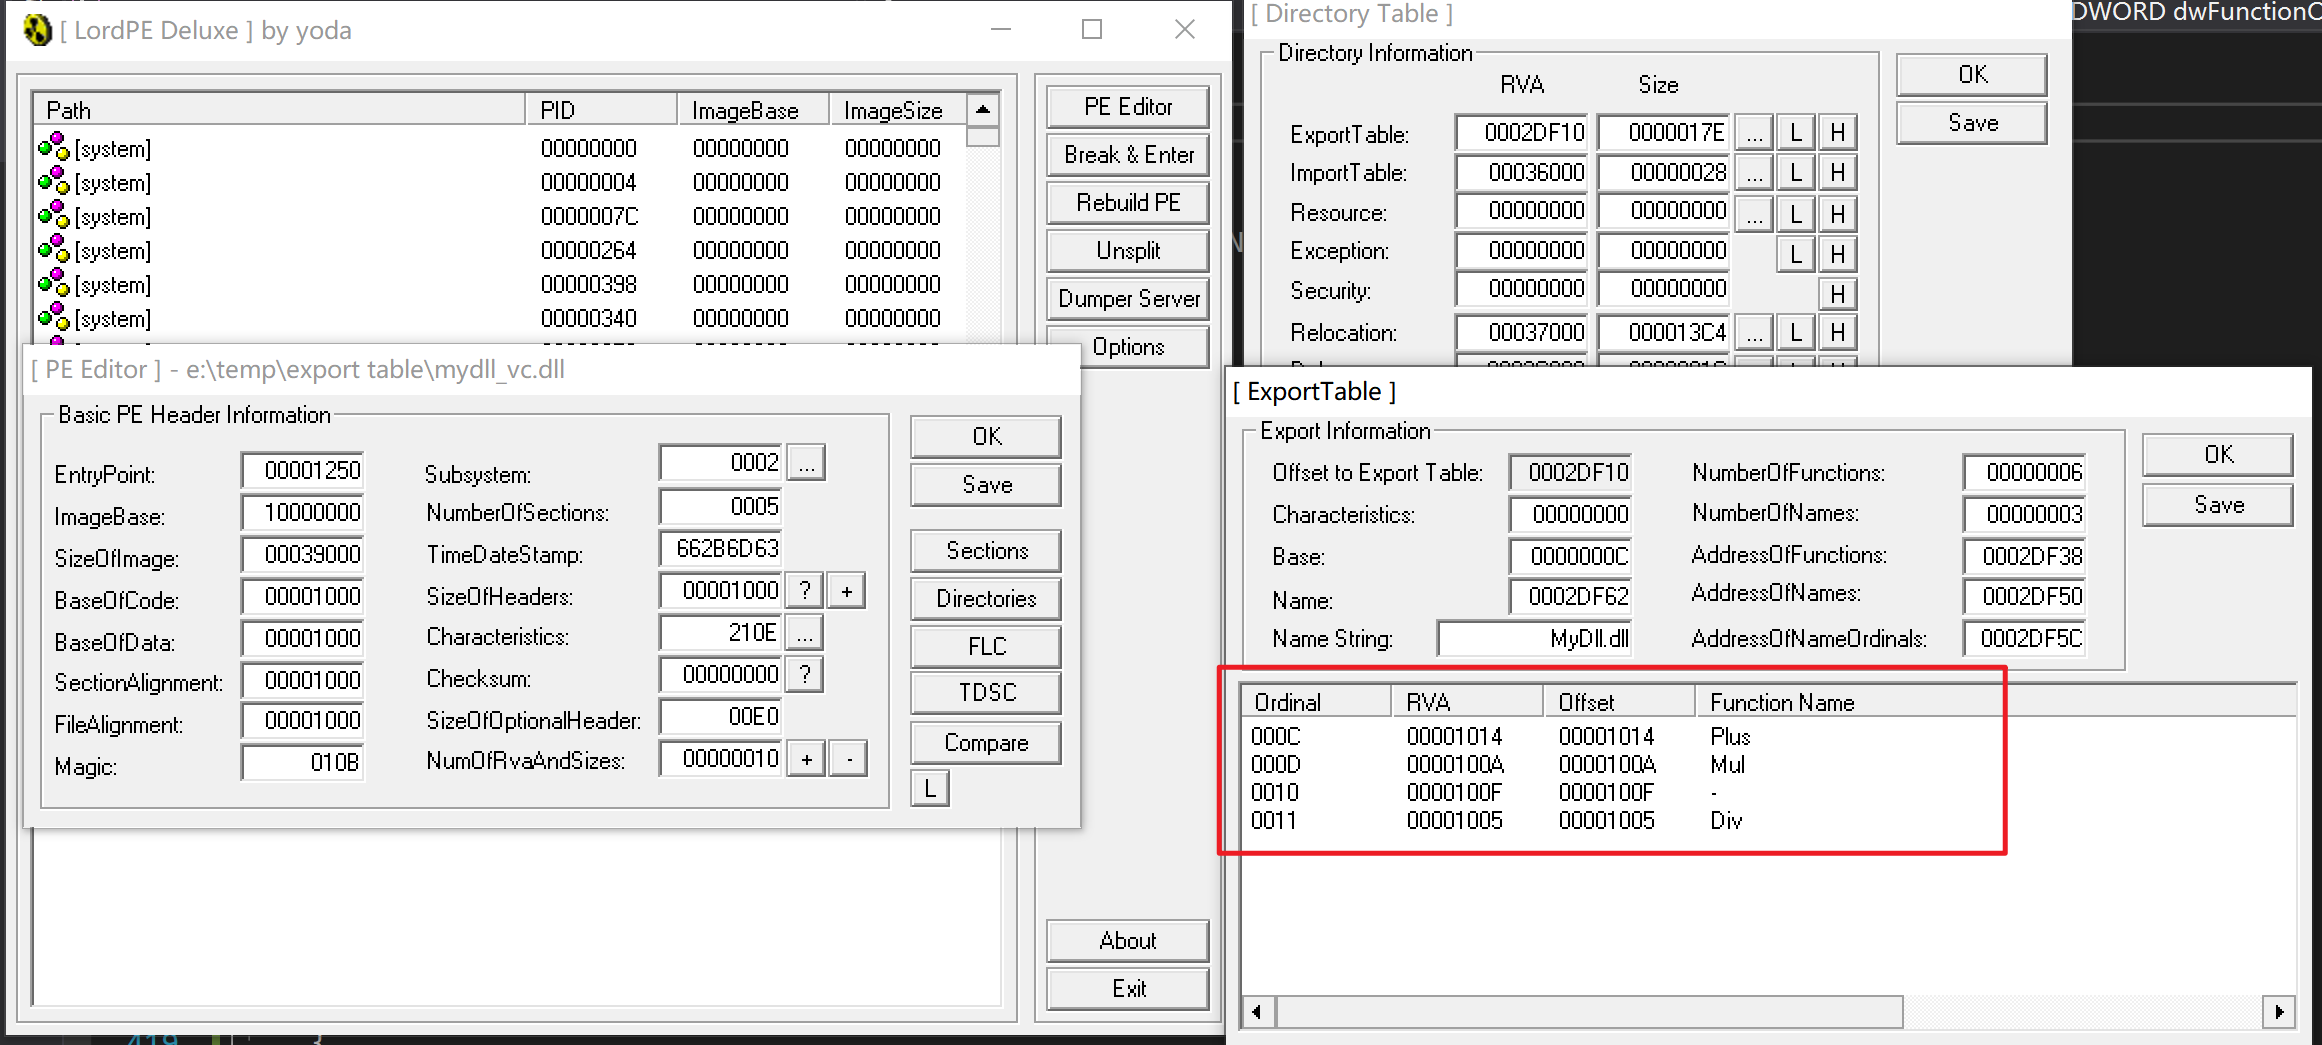 [ LordPE Deluxe ] by yoda
Path PID ImageBase ImageSize
[system] 00000000 00000000 00000000
[system] 00000004 00000000 00000000
[system] 0000007C 00000000 00000000
[system] 00000264 00000000 00000000
[system] 00000398 00000000 00000000
[system] 00000340 00000000 00000000
PE Editor
Break & Enter
Rebuild PE
Unsplit
Dumper Server
Options
About
Exit
[ PE Editor ] - e:\temp\export table\mydll_vc.dll
Basic PE Header Information
EntryPoint: 00001250 Subsystem: 0002 ...
ImageBase: 10000000 NumberOfSections: 0005
SizeOfImage: 00039000 TimeDateStamp: 662B6D63
BaseOfCode: 00001000 SizeOfHeaders: 00001000 ? +
BaseOfData: 00001000 Characteristics: 210E ...
SectionAlignment: 00001000 Checksum: 00000000 ?
FileAlignment: 00001000 SizeOfOptionalHeader: 00E0
Magic: 010B NumOfRvaAndSizes: 00000010 + -
OK
Save
Sections
Directories
FLC
TDSC
Compare
L
419 {
[ Directory Table ]
DWORD dwFunctionO
Directory Information
RVA Size
ExportTable: 0002DF10 0000017E ... L H
ImportTable: 00036000 00000028 ... L H
Resource: 00000000 00000000 ... L H
Exception: 00000000 00000000 L H
Security: 00000000 00000000 H
Relocation: 00037000 000013C4 ... L H
OK
Save
[ ExportTable ]
Export Information
Offset to Export Table: 0002DF10 NumberOfFunctions: 00000006
Characteristics: 00000000 NumberOfNames: 00000003
Base: 0000000C AddressOfFunctions: 0002DF38
Name: 0002DF62 AddressOfNames: 0002DF50
Name String: MyDll.dll AddressOfNameOrdinals: 0002DF5C
OK
Save
Ordinal RVA Offset Function Name
000C 00001014 00001014 Plus
000D 0000100A 0000100A Mul
0010 0000100F 0000100F -
0011 00001005 00001005 Div